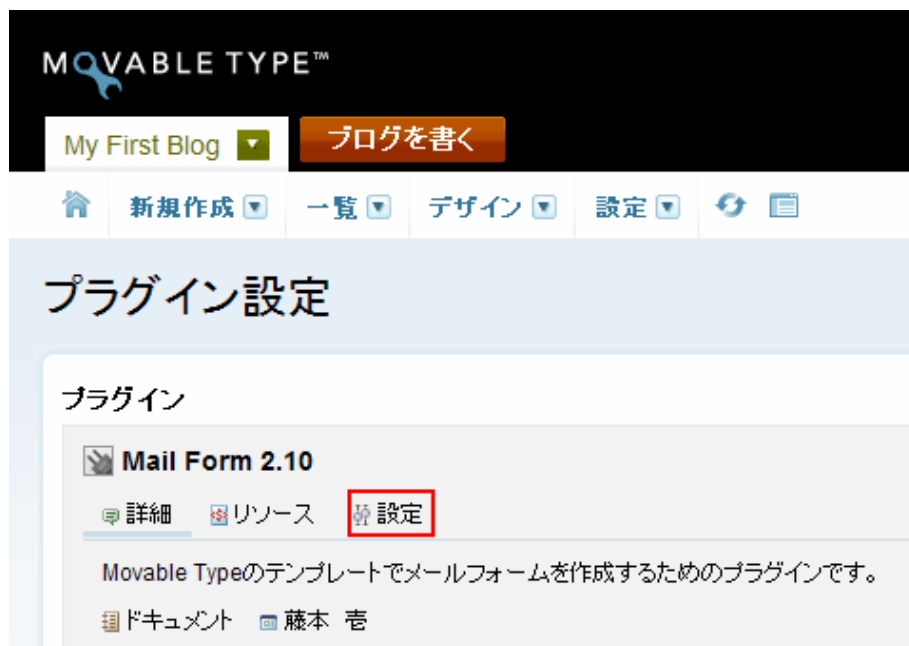 MOVABLE TYPE™
My First Blog ブログを書く
新規作成 一覧 デザイン 設定
プラグイン設定
プラグイン
Mail Form 2.10
詳細 リソース 設定
Movable Typeのテンプレートでメールフォームを作成するためのプラグインです。
ドキュメント 藤本 壱